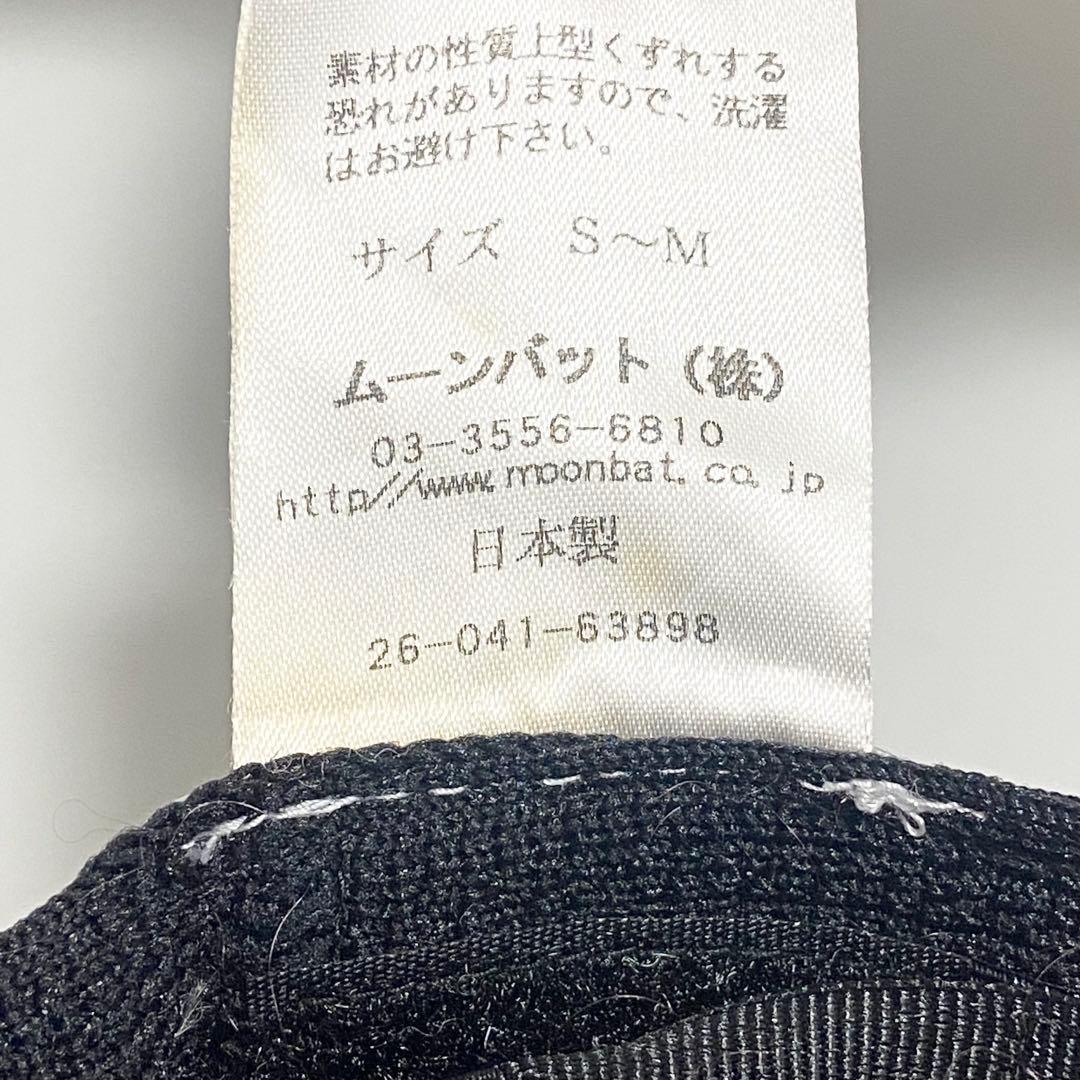 素材の性質上型くずれする
恐れがありますので、洗濯
はお避け下さい。
サイズ S～M
ムーンバット(株)
03-3556-6810
http//www.moonbat.co.jp
日本製
26-041-63898